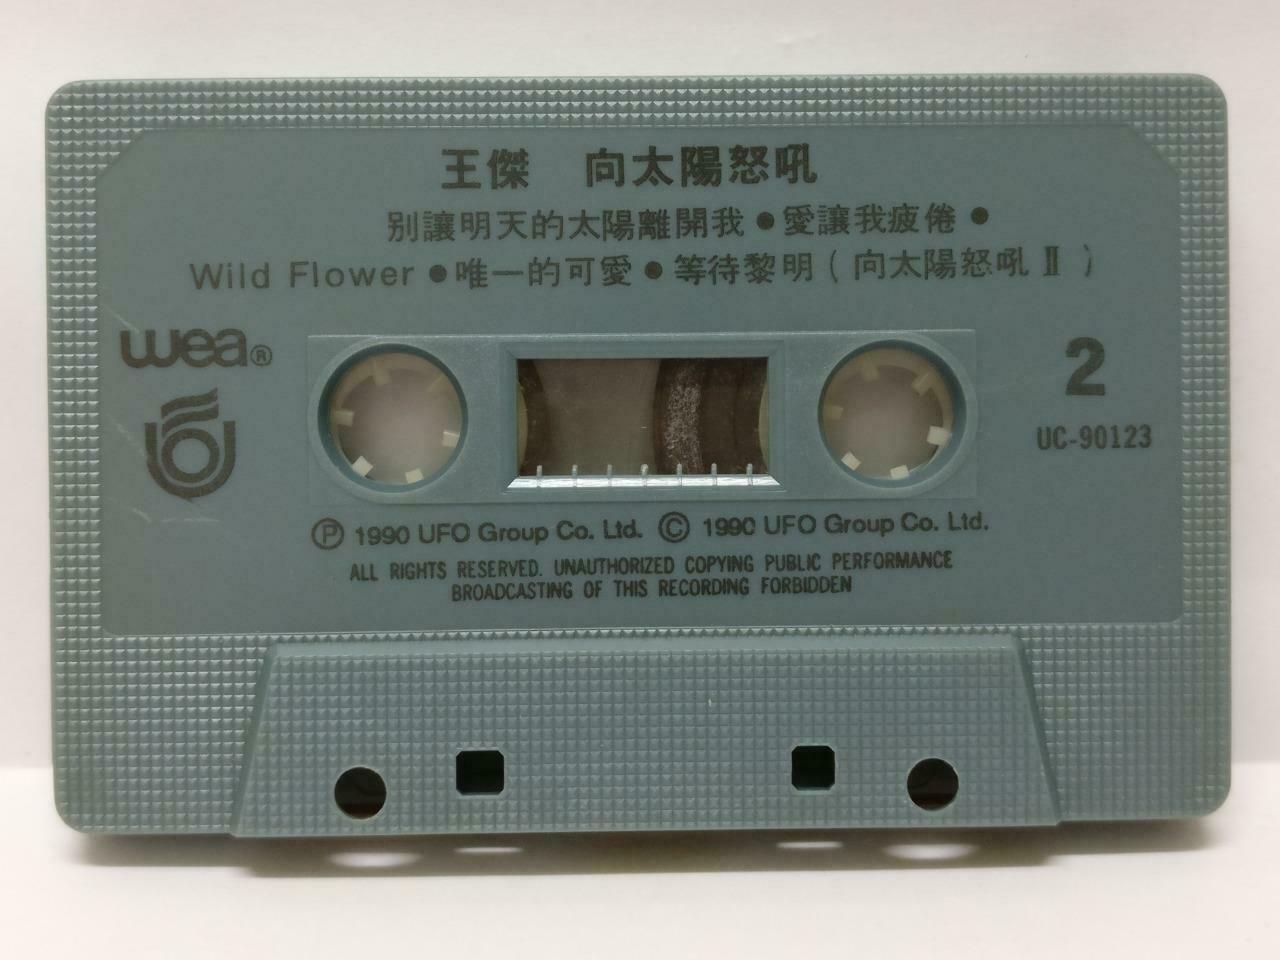 王傑 向太陽怒吼
別讓明天的太陽離開我●愛讓我疲倦●
Wild Flower●唯一的可愛●等待黎明(向太陽怒吼Ⅱ)
wea®
2
UC-90123
Ⓟ 1990 UFO Group Co. Ltd. © 1990 UFO Group Co. Ltd.
ALL RIGHTS RESERVED. UNAUTHORIZED COPYING PUBLIC PERFORMANCE
BROADCASTING OF THIS RECORDING FORBIDDEN